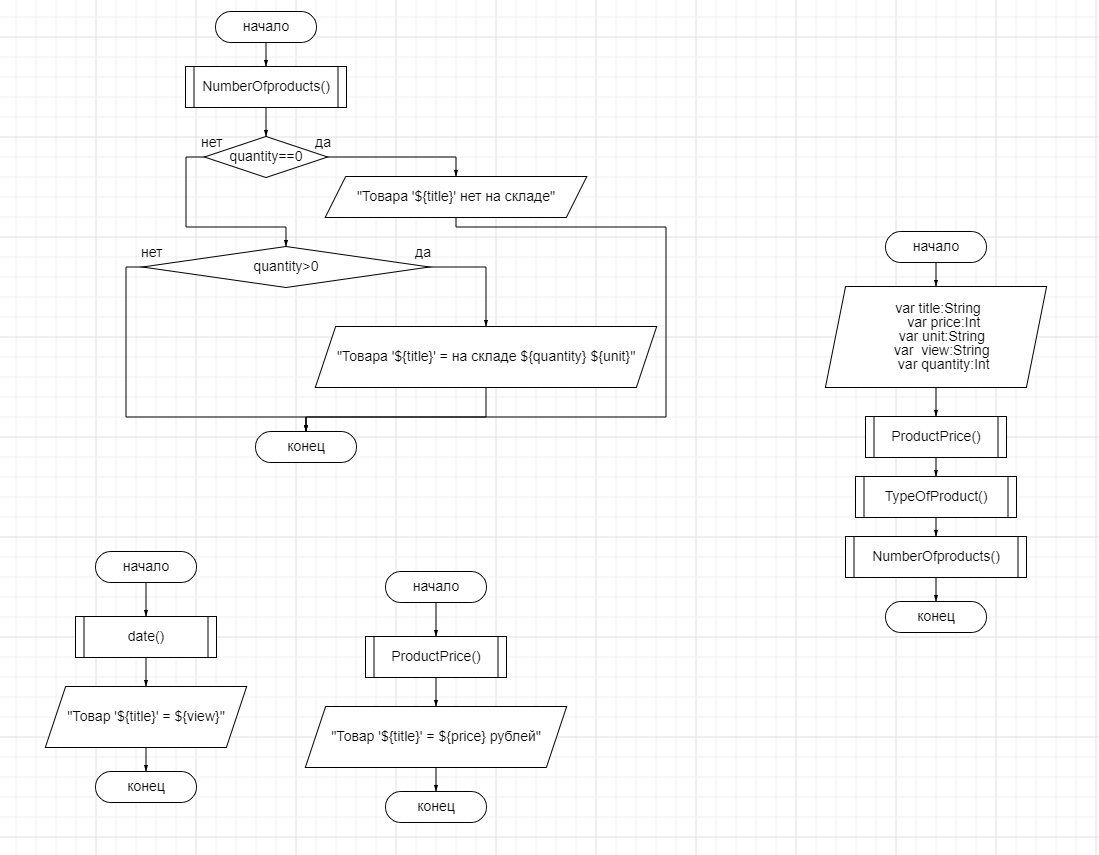 начало
NumberOfproducts()
нет
да
quantity==0
"Товара '${title}' нет на складе"
нет
да
quantity>0
"Товара '${title}' = на складе ${quantity} ${unit}"
конец
начало
var title:String
var price:Int
var unit:String
var view:String
var quantity:Int
ProductPrice()
TypeOfProduct()
NumberOfproducts()
конец
начало
date()
"Товар '${title}' = ${view}"
конец
начало
ProductPrice()
"Товар '${title}' = ${price} рублей"
конец